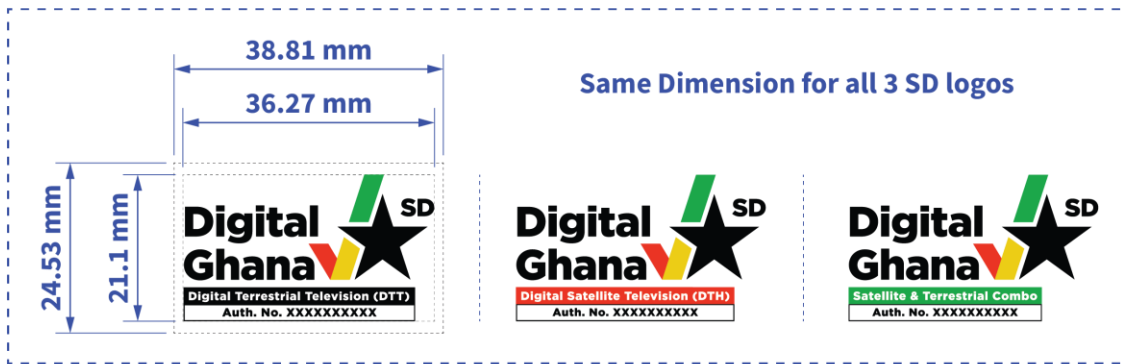 38.81 mm
36.27 mm
Same Dimension for all 3 SD logos
24.53 mm
21.1 mm
Digital
Ghana
SD
Digital Terrestrial Television (DTT)
Auth. No. XXXXXXXXXX
Digital
Ghana
SD
Digital Satellite Television (DTH)
Auth. No. XXXXXXXXXX
Digital
Ghana
SD
Satellite & Terrestrial Combo
Auth. No. XXXXXXXXXX